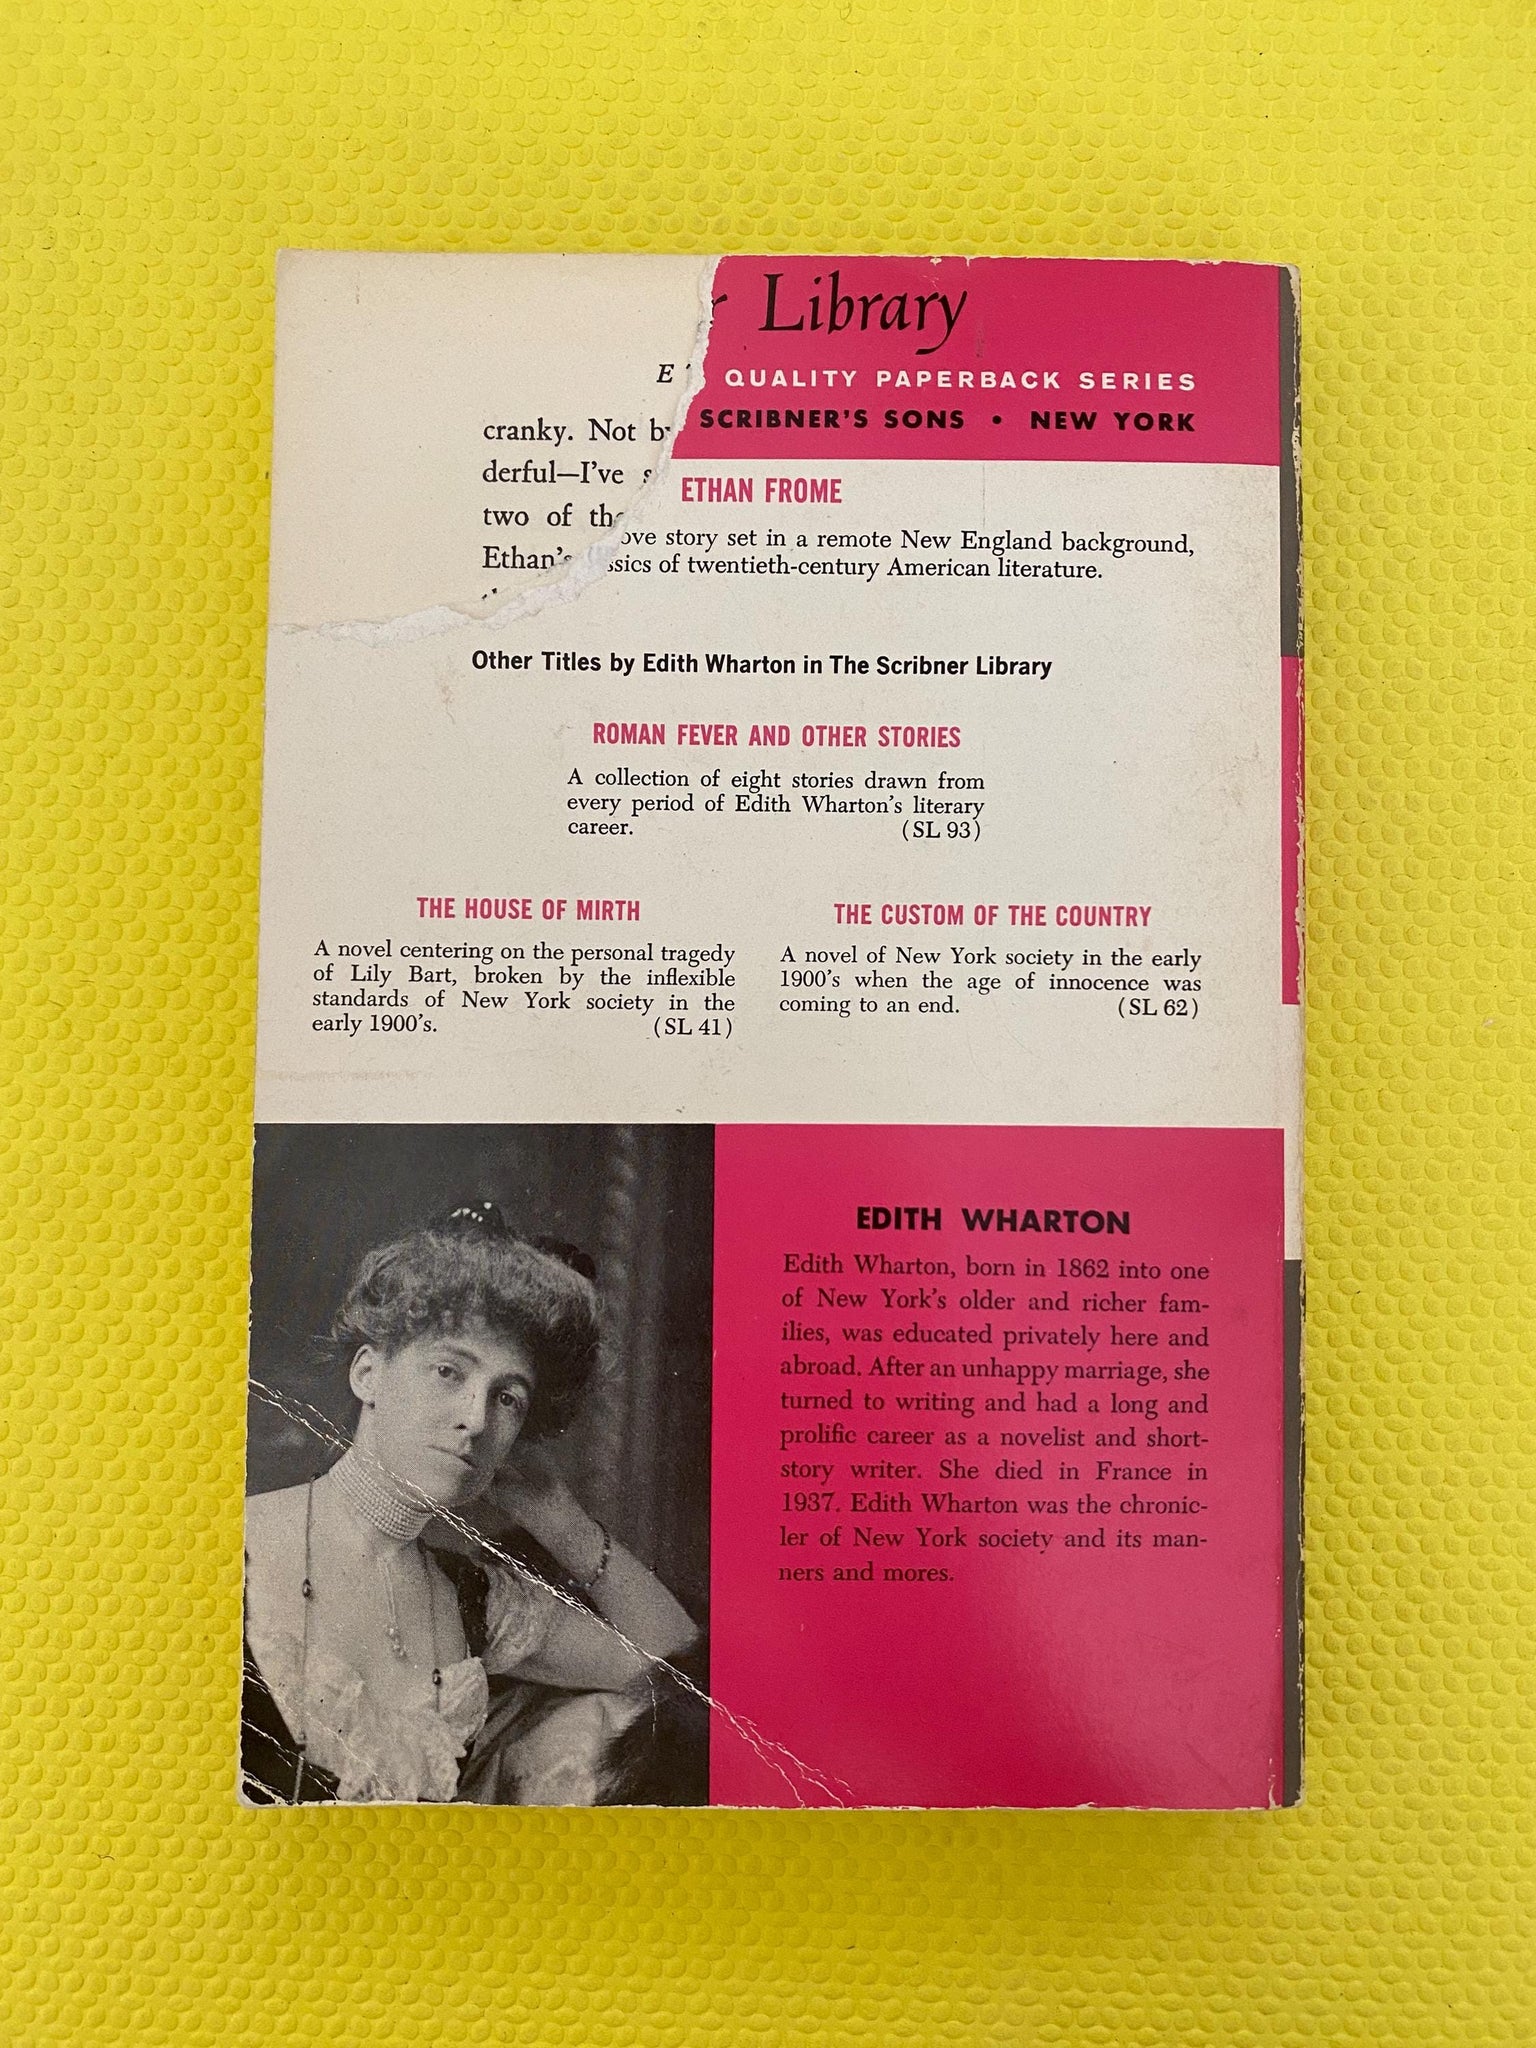 Library
QUALITY PAPERBACK SERIES
SCRIBNER'S SONS • NEW YORK
cranky. Not
derful—I've
two of
Ethan's
ETHAN FROME
story set in a remote New England background,
of twentieth-century American literature.
Other Titles by Edith Wharton in The Scribner Library
ROMAN FEVER AND OTHER STORIES
A collection of eight stories drawn from
every period of Edith Wharton's literary
career. (SL 93)
THE HOUSE OF MIRTH
A novel centering on the personal tragedy
of Lily Bart, broken by the inflexible
standards of New York society in the
early 1900's. (SL 41)
THE CUSTOM OF THE COUNTRY
A novel of New York society in the early
1900's when the age of innocence was
coming to an end. (SL 62)
EDITH WHARTON
Edith Wharton, born in 1862 into one
of New York's older and richer fam-
ilies, was educated privately here and
abroad. After an unhappy marriage, she
turned to writing and had a long and
prolific career as a novelist and short-
story writer. She died in France in
1937. Edith Wharton was the chronic-
ler of New York society and its man-
ners and mores.